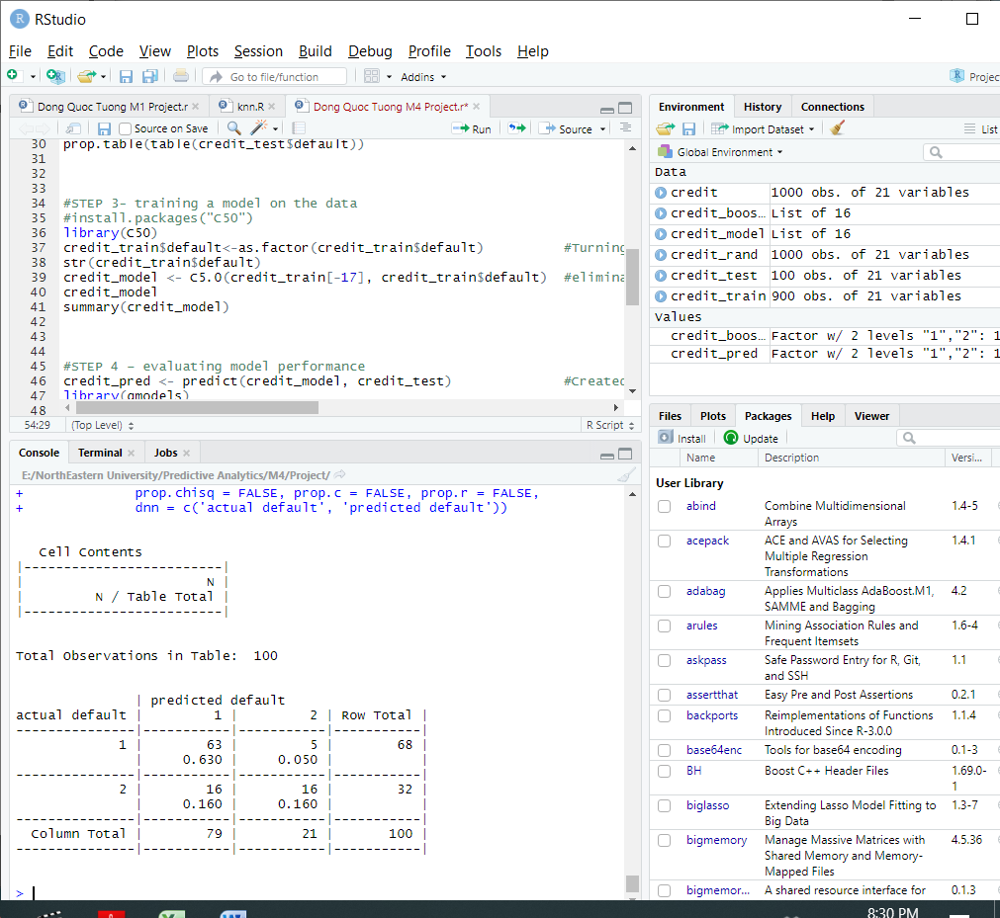 RStudio
File Edit Code View Plots Session Build Debug Profile Tools Help
Go to file/function Addins Projec
Dong Quoc Tuong M1 Project.r knn.R Dong Quoc Tuong M4 Project.r*
Source on Save Run Source
30 prop.table(table(credit_test$default))
31
32
33
34 #STEP 3- training a model on the data
35 #install.packages("C50")
36 library(C50)
37 credit_train$default<-as.factor(credit_train$default) #Turning
38 str(credit_train$default)
39 credit_model <- C5.0(credit_train[-17], credit_train$default) #elimina
40 credit_model
41 summary(credit_model)
42
43
44
45 #STEP 4 - evaluating model performance
46 credit_pred <- predict(credit_model, credit_test) #Created
47 library(gmodels)
48
54:29 (Top Level) R Script
Console Terminal Jobs
E:/NorthEastern University/Predictive Analytics/M4/Project/
+ prop.chisq = FALSE, prop.c = FALSE, prop.r = FALSE,
+ dnn = c('actual default', 'predicted default'))
Cell Contents
|-------------------------|
| N |
| N / Table Total |
|-------------------------|
Total Observations in Table: 100
| predicted default
actual default | 1 | 2 | Row Total |
---------------|-----------|-----------|-----------|
1 | 63 | 5 | 68 |
| 0.630 | 0.050 | |
---------------|-----------|-----------|-----------|
2 | 16 | 16 | 32 |
| 0.160 | 0.160 | |
---------------|-----------|-----------|-----------|
Column Total | 79 | 21 | 100 |
---------------|-----------|-----------|-----------|
>
Environment History Connections
Import Dataset List
Global Environment
Data
credit 1000 obs. of 21 variables
credit_boos... List of 16
credit_model List of 16
credit_rand 1000 obs. of 21 variables
credit_test 100 obs. of 21 variables
credit_train 900 obs. of 21 variables
Values
credit_boos... Factor w/ 2 levels "1","2": 1
credit_pred Factor w/ 2 levels "1","2": 1
Files Plots Packages Help Viewer
Install Update
Name Description Versi...
User Library
abind Combine Multidimensional 1.4-5
Arrays
acepack ACE and AVAS for Selecting 1.4.1
Multiple Regression
Transformations
adabag Applies Multiclass AdaBoost.M1, 4.2
SAMME and Bagging
arules Mining Association Rules and 1.6-4
Frequent Itemsets
askpass Safe Password Entry for R, Git, 1.1
and SSH
assertthat Easy Pre and Post Assertions 0.2.1
backports Reimplementations of Functions 1.1.4
Introduced Since R-3.0.0
base64enc Tools for base64 encoding 0.1-3
BH Boost C++ Header Files 1.69.0-
1
biglasso Extending Lasso Model Fitting to 1.3-7
Big Data
bigmemory Manage Massive Matrices with 4.5.36
Shared Memory and Memory-
Mapped Files
bigmemor... A shared resource interface for 0.1.3
8:30 PM